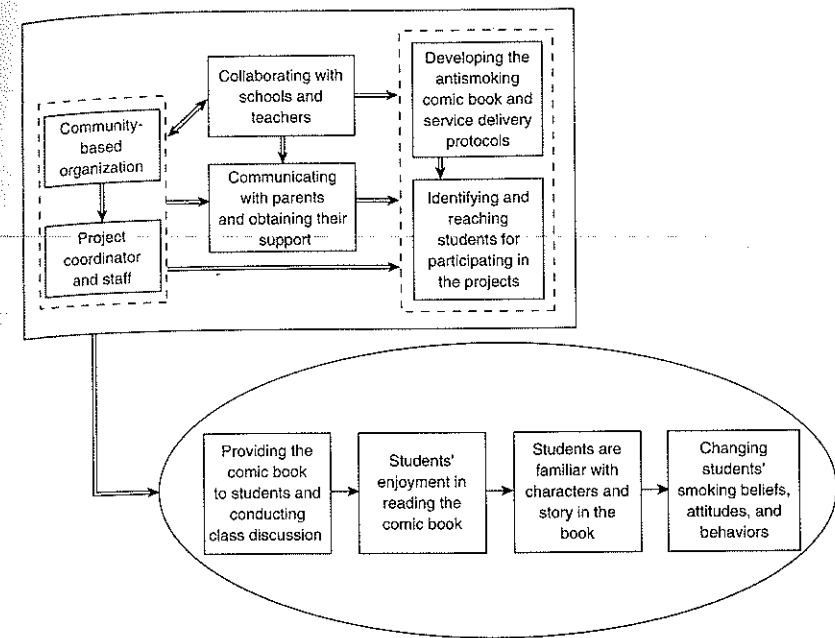 Collaborating with
schools and
teachers
Developing the
antismoking
comic book and
service delivery
protocols
Community-
based
organization
Communicating
with parents
and obtaining their
support
Identifying and
reaching
students for
participating in
the projects
Project
coordinator
and staff
Providing the
comic book
to students and
conducting
class discussion
Students'
enjoyment in
reading the
comic book
Students are
familiar with
characters and
story in the
book
Changing
students'
smoking beliefs,
attitudes, and
behaviors